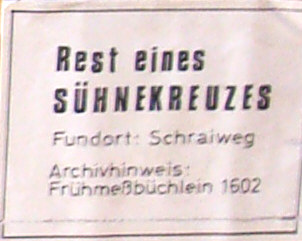 Rest eines
SÜHNEKREUZES
Fundort: Schraiweg
Archivhinweis:
Frühmeßbüchlein 1602